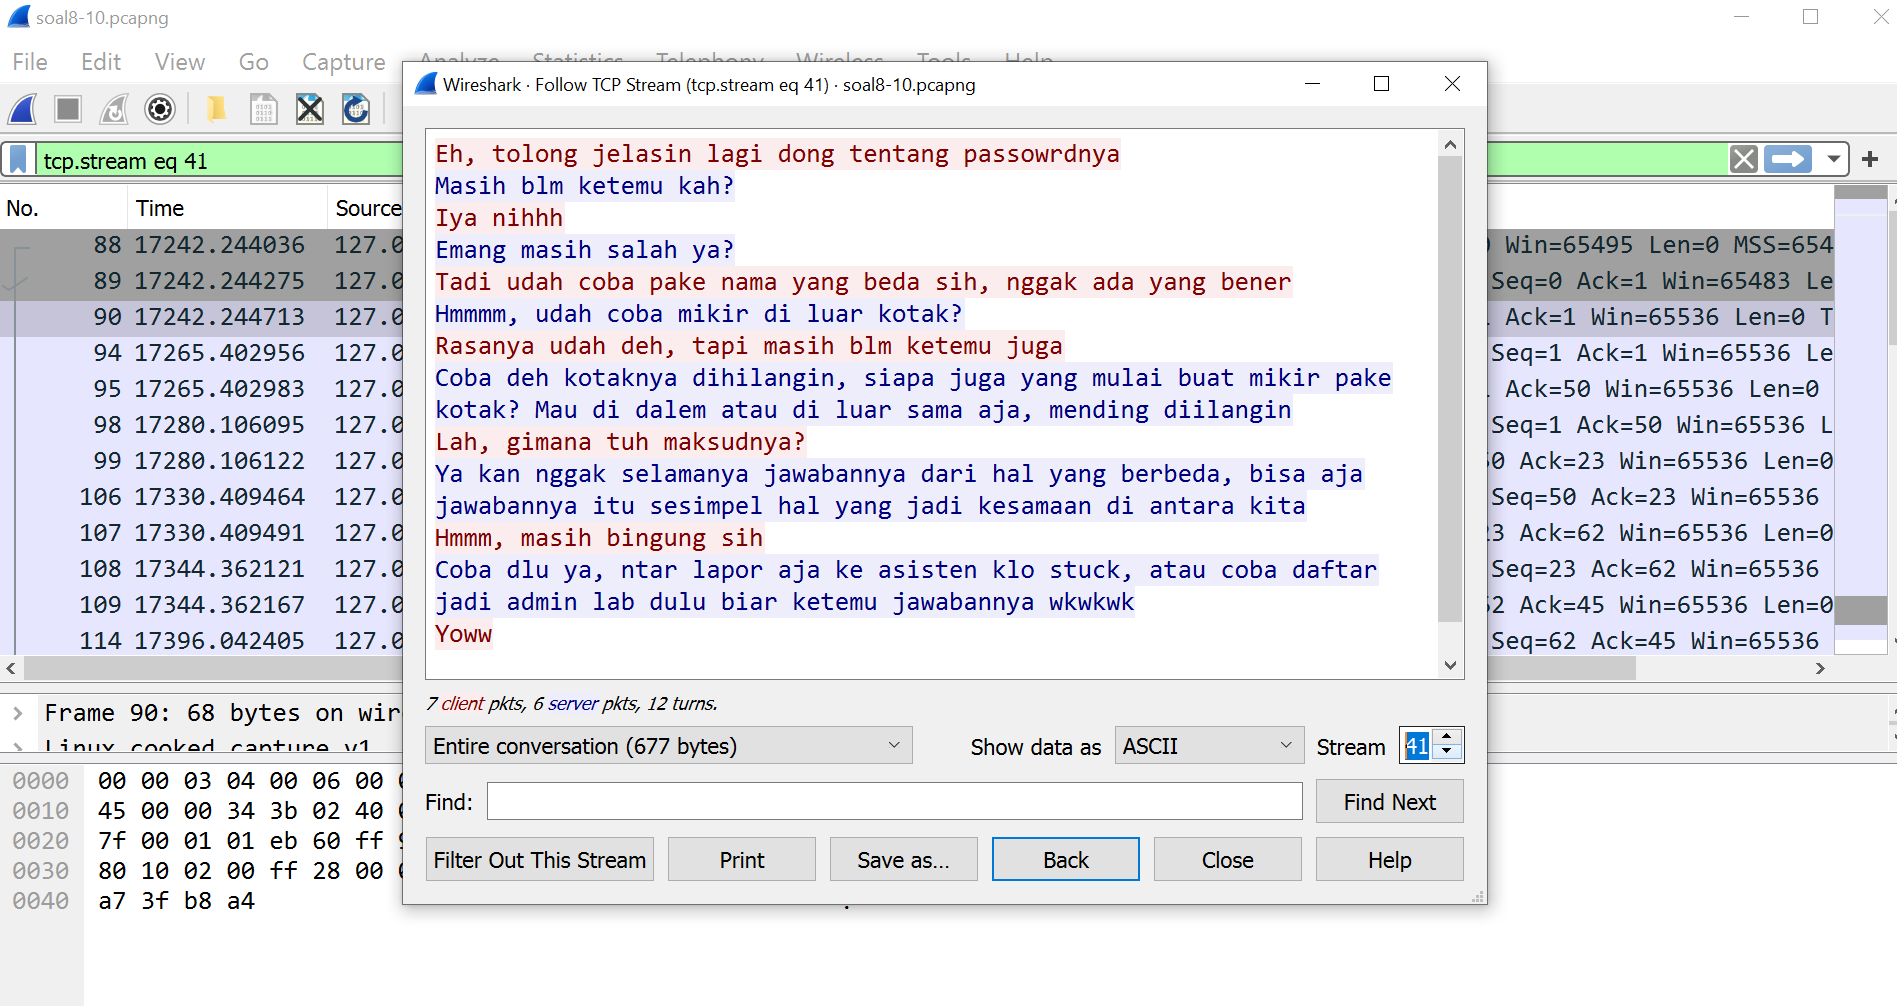 soal8-10.pcapng
File Edit View Go Capture Analyze Statistics Telephony Wireless Tools Help
Wireshark · Follow TCP Stream (tcp.stream eq 41) · soal8-10.pcapng
tcp.stream eq 41
Eh, tolong jelasin lagi dong tentang passowrdnya
Masih blm ketemu kah?
Iya nihhh
Emang masih salah ya?
Tadi udah coba pake nama yang beda sih, nggak ada yang bener
Hmmmm, udah coba mikir di luar kotak?
Rasanya udah deh, tapi masih blm ketemu juga
Coba deh kotaknya dihilangin, siapa juga yang mulai buat mikir pake
kotak? Mau di dalem atau di luar sama aja, mending diilangin
Lah, gimana tuh maksudnya?
Ya kan nggak selamanya jawabannya dari hal yang berbeda, bisa aja
jawabannya itu sesimpel hal yang jadi kesamaan di antara kita
Hmmm, masih bingung sih
Coba dlu ya, ntar lapor aja ke asisten klo stuck, atau coba daftar
jadi admin lab dulu biar ketemu jawabannya wkwkwk
Yoww
No. Time Source
88 17242.244036 127.0 Win=65495 Len=0 MSS=654
89 17242.244275 127.0 Seq=0 Ack=1 Win=65483 Le
90 17242.244713 127.0 Ack=1 Win=65536 Len=0 T
94 17265.402956 127.0 Seq=1 Ack=1 Win=65536 Le
95 17265.402983 127.0 Ack=50 Win=65536 Len=0
98 17280.106095 127.0 Seq=1 Ack=50 Win=65536 L
99 17280.106122 127.0 Ack=23 Win=65536 Len=0
106 17330.409464 127.0 Seq=50 Ack=23 Win=65536
107 17330.409491 127.0 Ack=62 Win=65536 Len=0
108 17344.362121 127.0 Seq=23 Ack=62 Win=65536
109 17344.362167 127.0 Ack=45 Win=65536 Len=0
114 17396.042405 127.0 Seq=62 Ack=45 Win=65536
7 client pkts, 6 server pkts, 12 turns.
Entire conversation (677 bytes) Show data as ASCII Stream 41
Find: Find Next
Filter Out This Stream Print Save as... Back Close Help
Frame 90: 68 bytes on wir
Linux cooked capture v1
0000 00 00 03 04 00 06 00
0010 45 00 00 34 3b 02 40
0020 7f 00 01 01 eb 60 ff
0030 80 10 02 00 ff 28 00
0040 a7 3f b8 a4